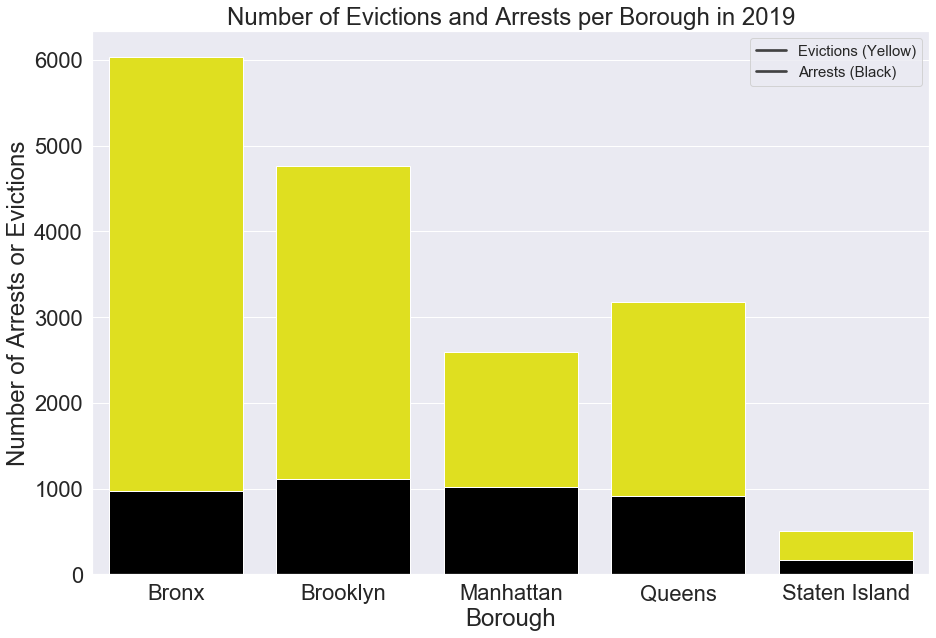 Number of Evictions and Arrests per Borough in 2019
Evictions (Yellow)
Arrests (Black)
Number of Arrests or Evictions
6000
5000
4000
3000
2000
1000
0
Bronx Brooklyn Manhattan Queens Staten Island
Borough